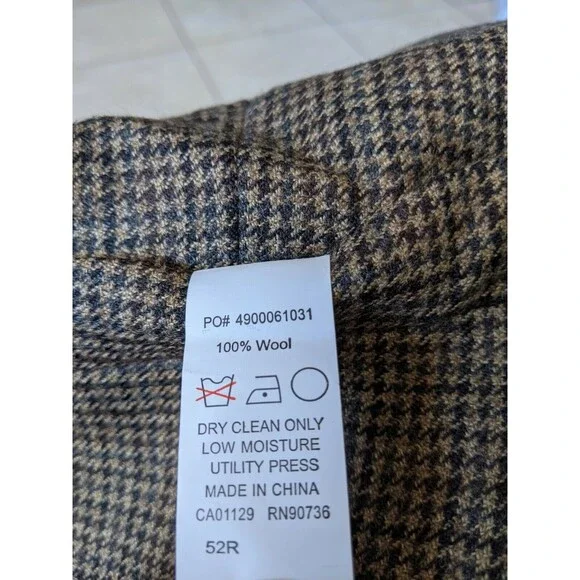 PO# 4900061031
100% Wool
DRY CLEAN ONLY
LOW MOISTURE
UTILITY PRESS
MADE IN CHINA
CA01129 RN90736
52R